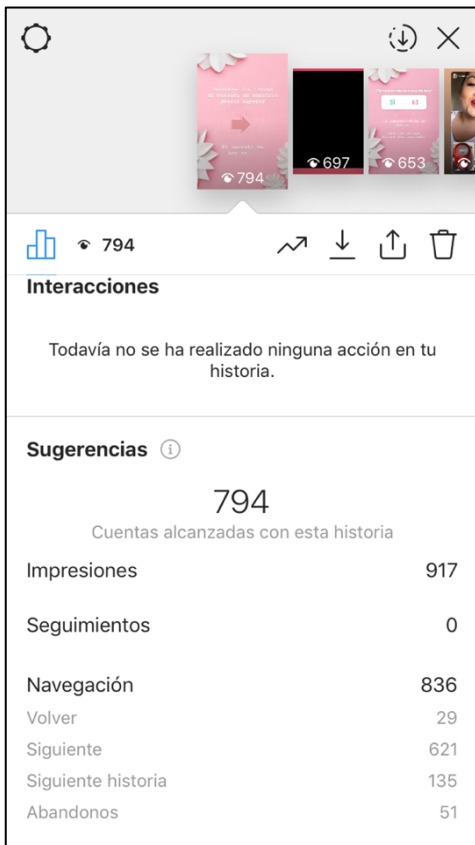 794
697
653
794
Interacciones
Todavía no se ha realizado ninguna acción en tu
historia.
Sugerencias
794
Cuentas alcanzadas con esta historia
Impresiones 917
Seguimientos 0
Navegación 836
Volver 29
Siguiente 621
Siguiente historia 135
Abandonos 51